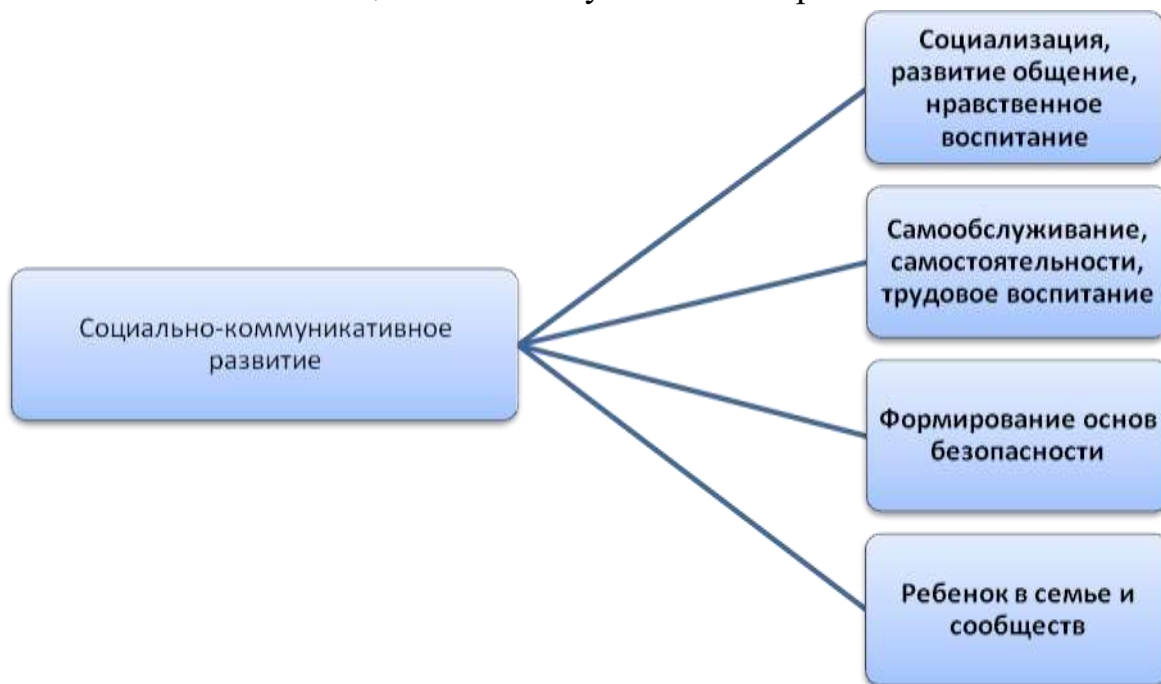 Социально-коммуникативное
развитие
Социализация,
развитие общение,
нравственное
воспитание
Самообслуживание,
самостоятельности,
трудовое воспитание
Формирование основ
безопасности
Ребенок в семье и
сообществ